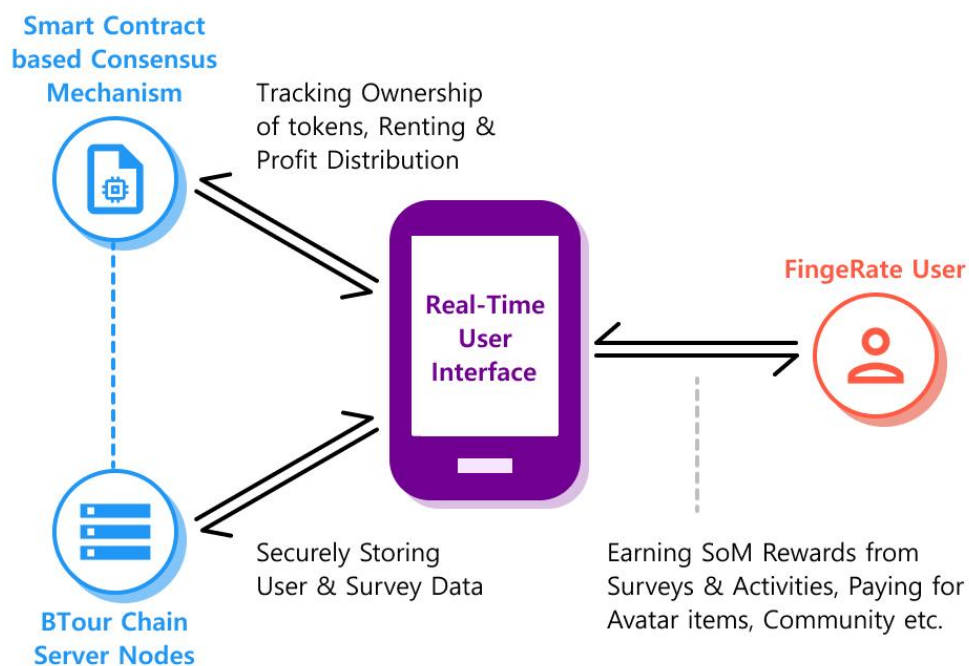 Smart Contract
based Consensus
Mechanism
Tracking Ownership
of tokens, Renting &
Profit Distribution
Real-Time
User
Interface
FingeRate User
Securely Storing
User & Survey Data
BTour Chain
Server Nodes
Earning SoM Rewards from
Surveys & Activities, Paying for
Avatar items, Community etc.